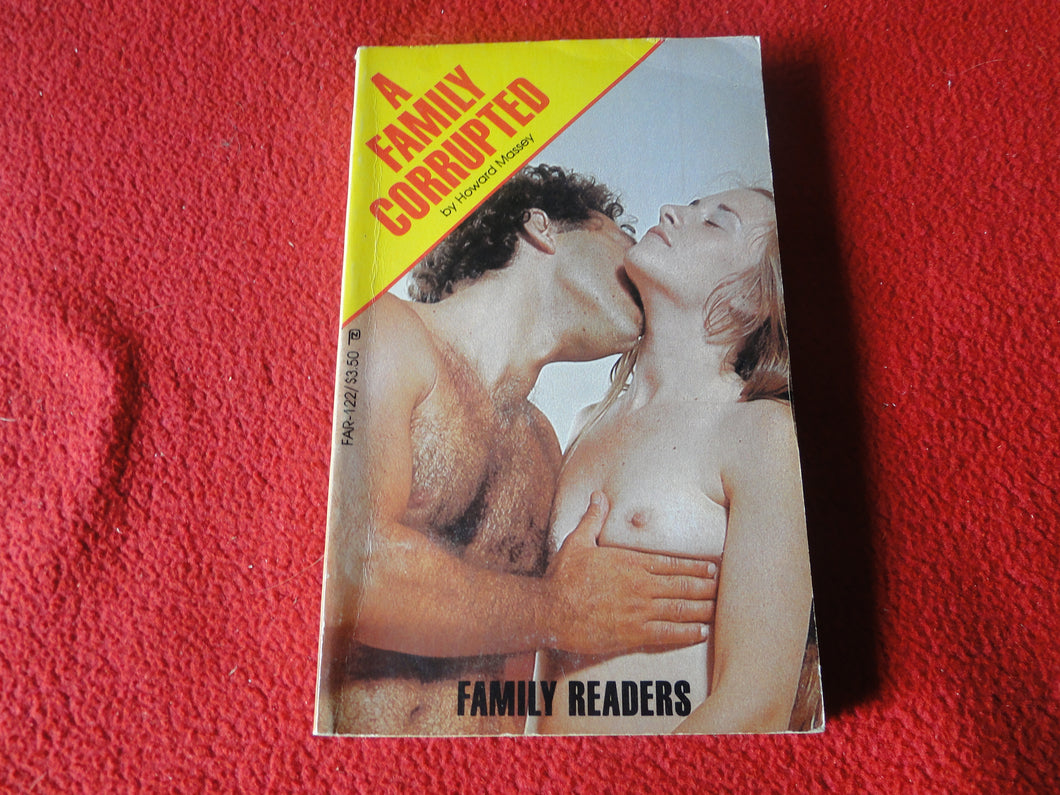 A
FAMILY
CORRUPTED
by Howard Massey
FAR-122/$3.50
FAMILY READERS